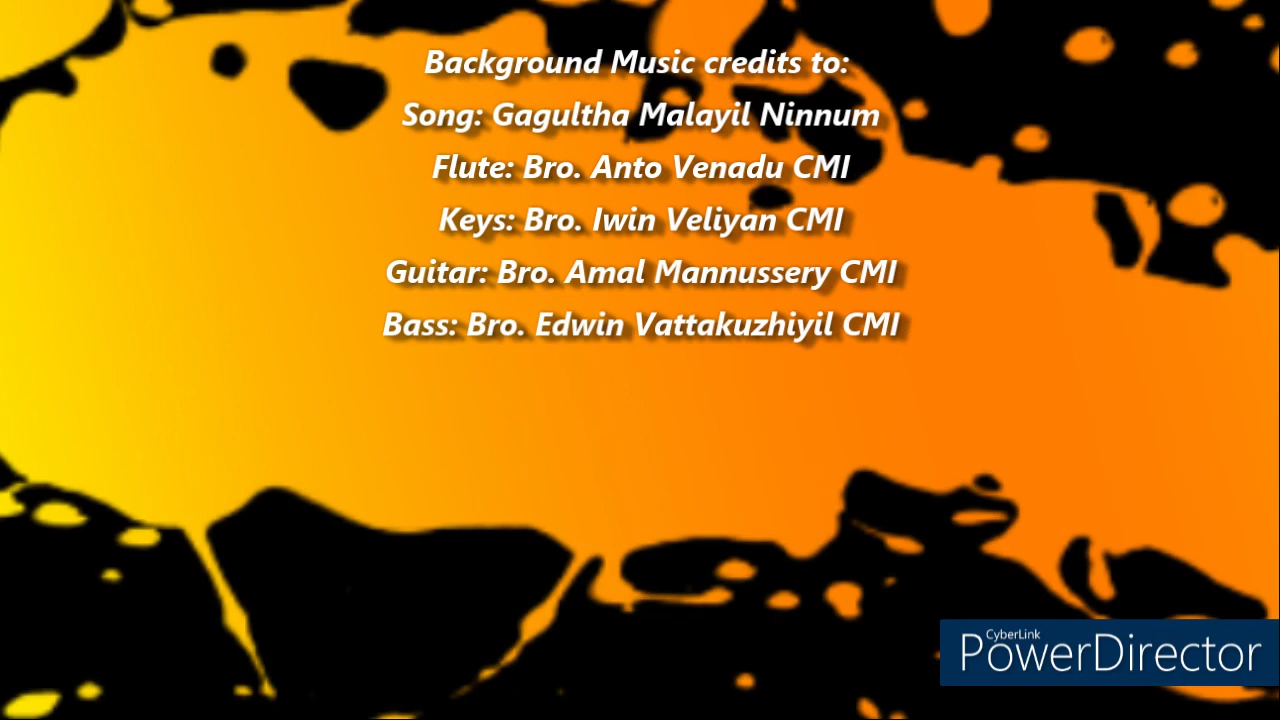 Background Music credits to:
Song: Gagultha Malayil Ninnum
Flute: Bro. Anto Venadu CMI
Keys: Bro. Iwin Veliyan CMI
Guitar: Bro. Amal Mannussery CMI
Bass: Bro. Edwin Vattakuzhiyil CMI
CyberLink
PowerDirector